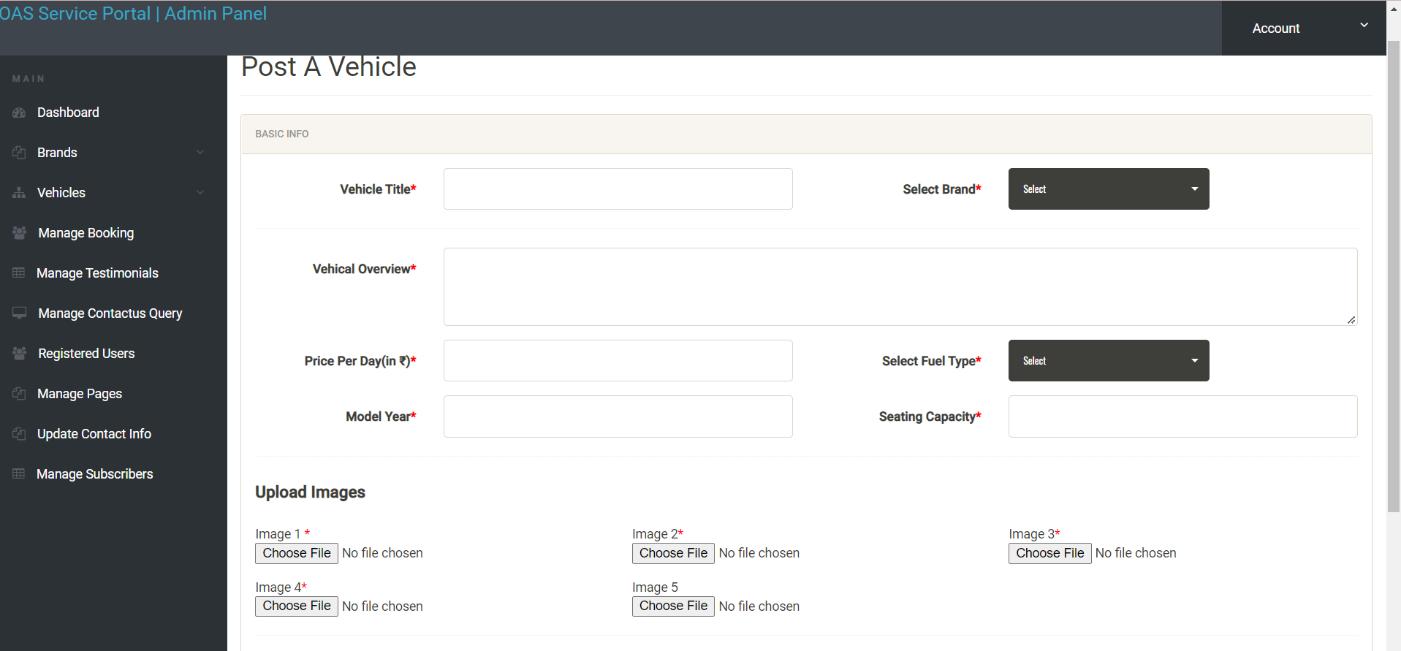 OAS Service Portal | Admin Panel
Account
MAIN
Dashboard
Brands
Vehicles
Manage Booking
Manage Testimonials
Manage Contactus Query
Registered Users
Manage Pages
Update Contact Info
Manage Subscribers
Post A Vehicle
BASIC INFO
Vehicle Title* Select Brand* Select
Vehical Overview*
Price Per Day(in ₹)* Select Fuel Type* Select
Model Year* Seating Capacity*
Upload Images
Image 1 * Image 2* Image 3*
Choose File No file chosen Choose File No file chosen Choose File No file chosen
Image 4* Image 5
Choose File No file chosen Choose File No file chosen